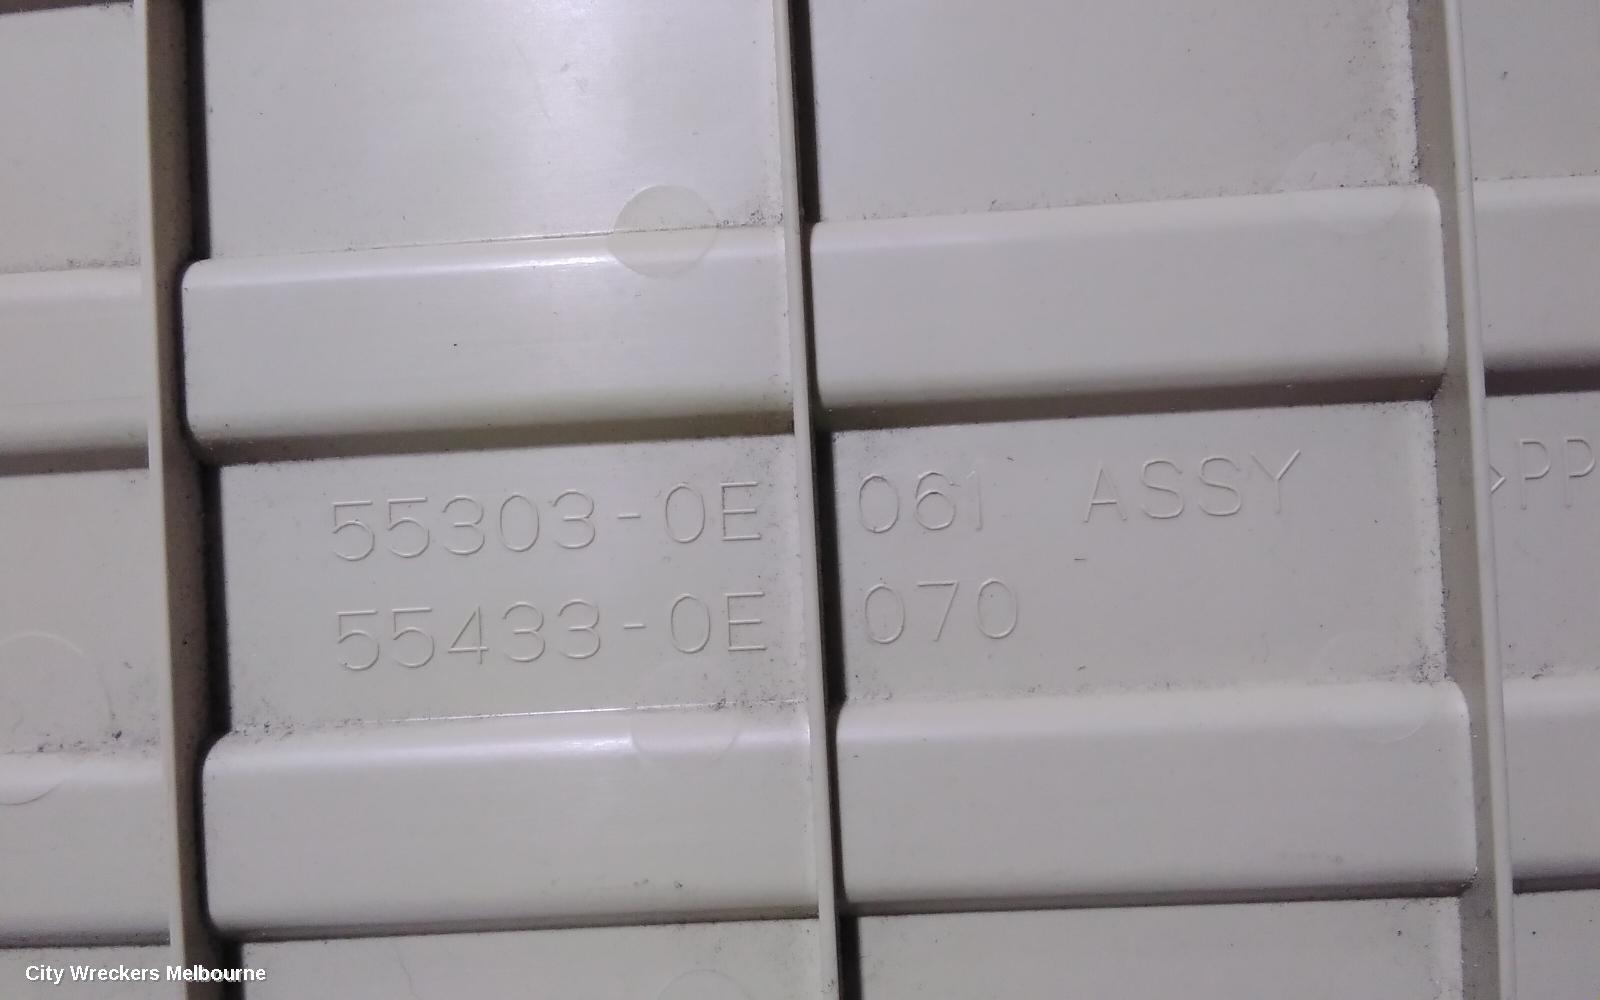 55303-0E 061 ASSY >PP
55433-0E 070
City Wreckers Melbourne